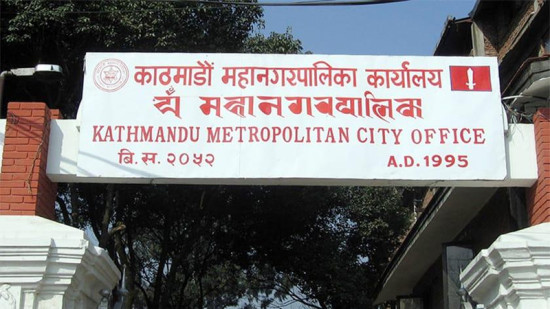 काठमाडौं महानगरपालिका कार्यालय
KATHMANDU METROPOLITAN CITY OFFICE
बि.स. २०५२
A.D. 1995